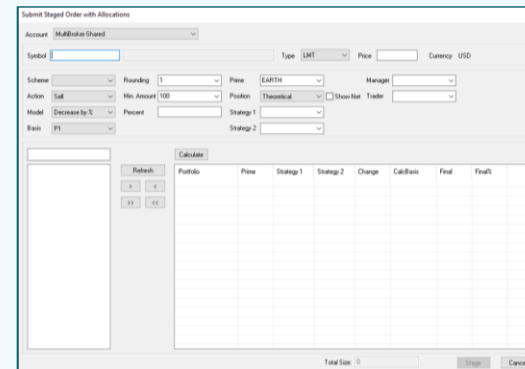 Submit Staged Order with Allocations
Account MultiBroker-Shared
Symbol Type LMT Price Currency USD
Scheme Rounding 1 Prime EARTH Manager
Action Sell Min. Amount 100 Position Theoretical Show Net Trader
Model Decrease by % Percent Strategy 1
Basis P1 Strategy 2
Calculate
Refresh Portfolio Prime Strategy 1 Strategy 2 Change CalcBasis Final Final%
> <
>> <<
Total Size: 0 Stage Cance